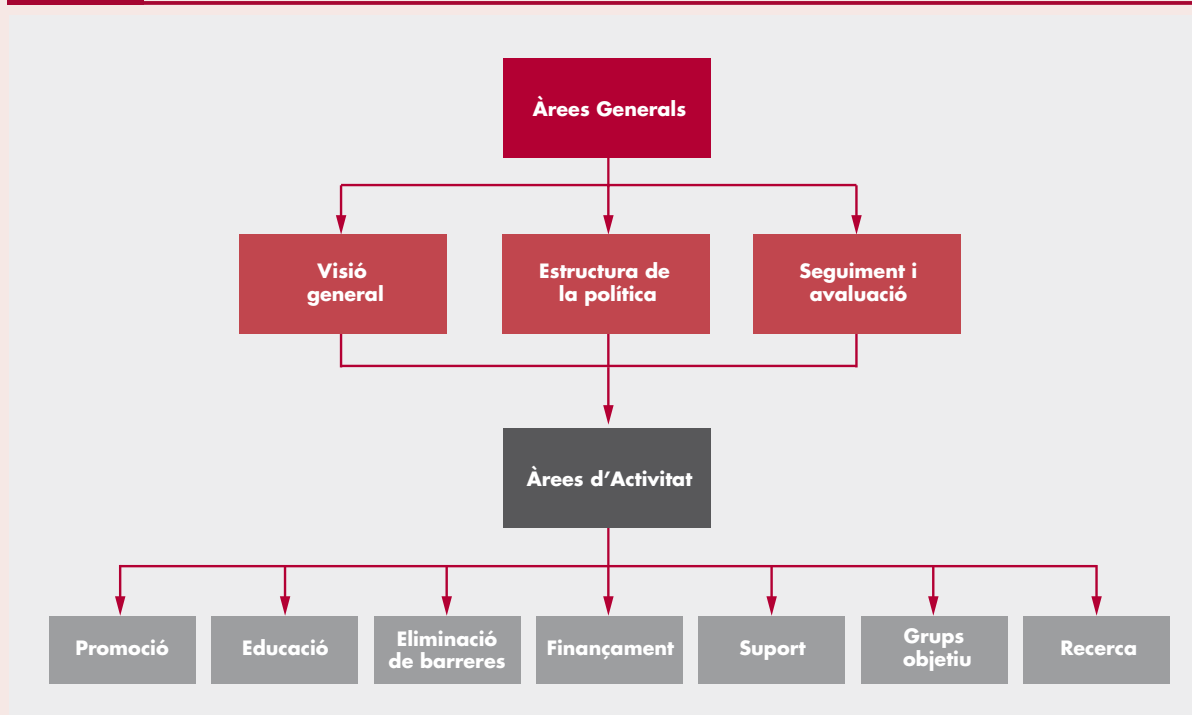 Àrees Generals
Visió
general
Estructura de
la política
Seguiment i
avaluació
Àrees d’Activitat
Promoció
Educació
Eliminació
de barreres
Finançament
Suport
Grups
objetiu
Recerca